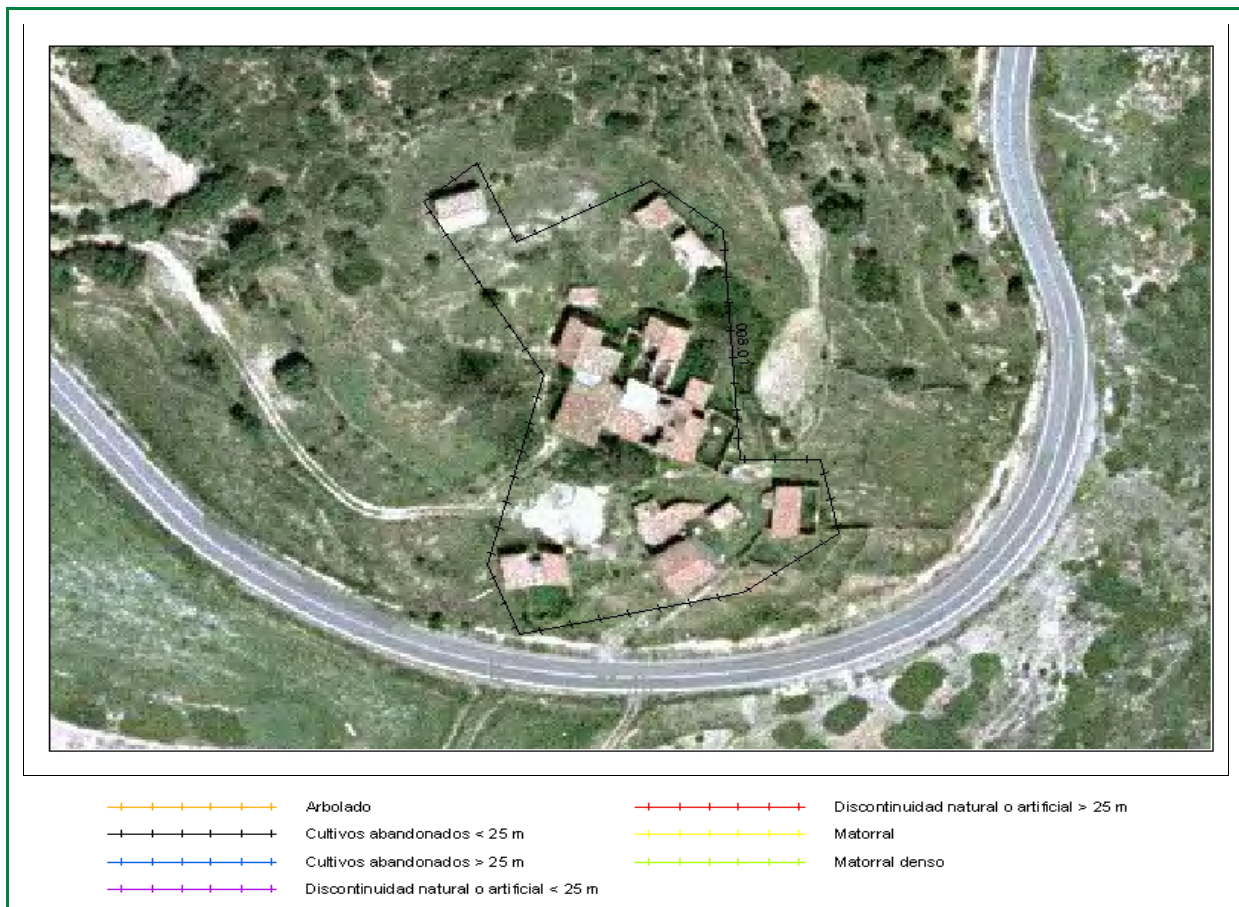 008.01
Arbolado
Cultivos abandonados < 25 m
Cultivos abandonados > 25 m
Discontinuidad natural o artificial < 25 m
Discontinuidad natural o artificial > 25 m
Matorral
Matorral denso